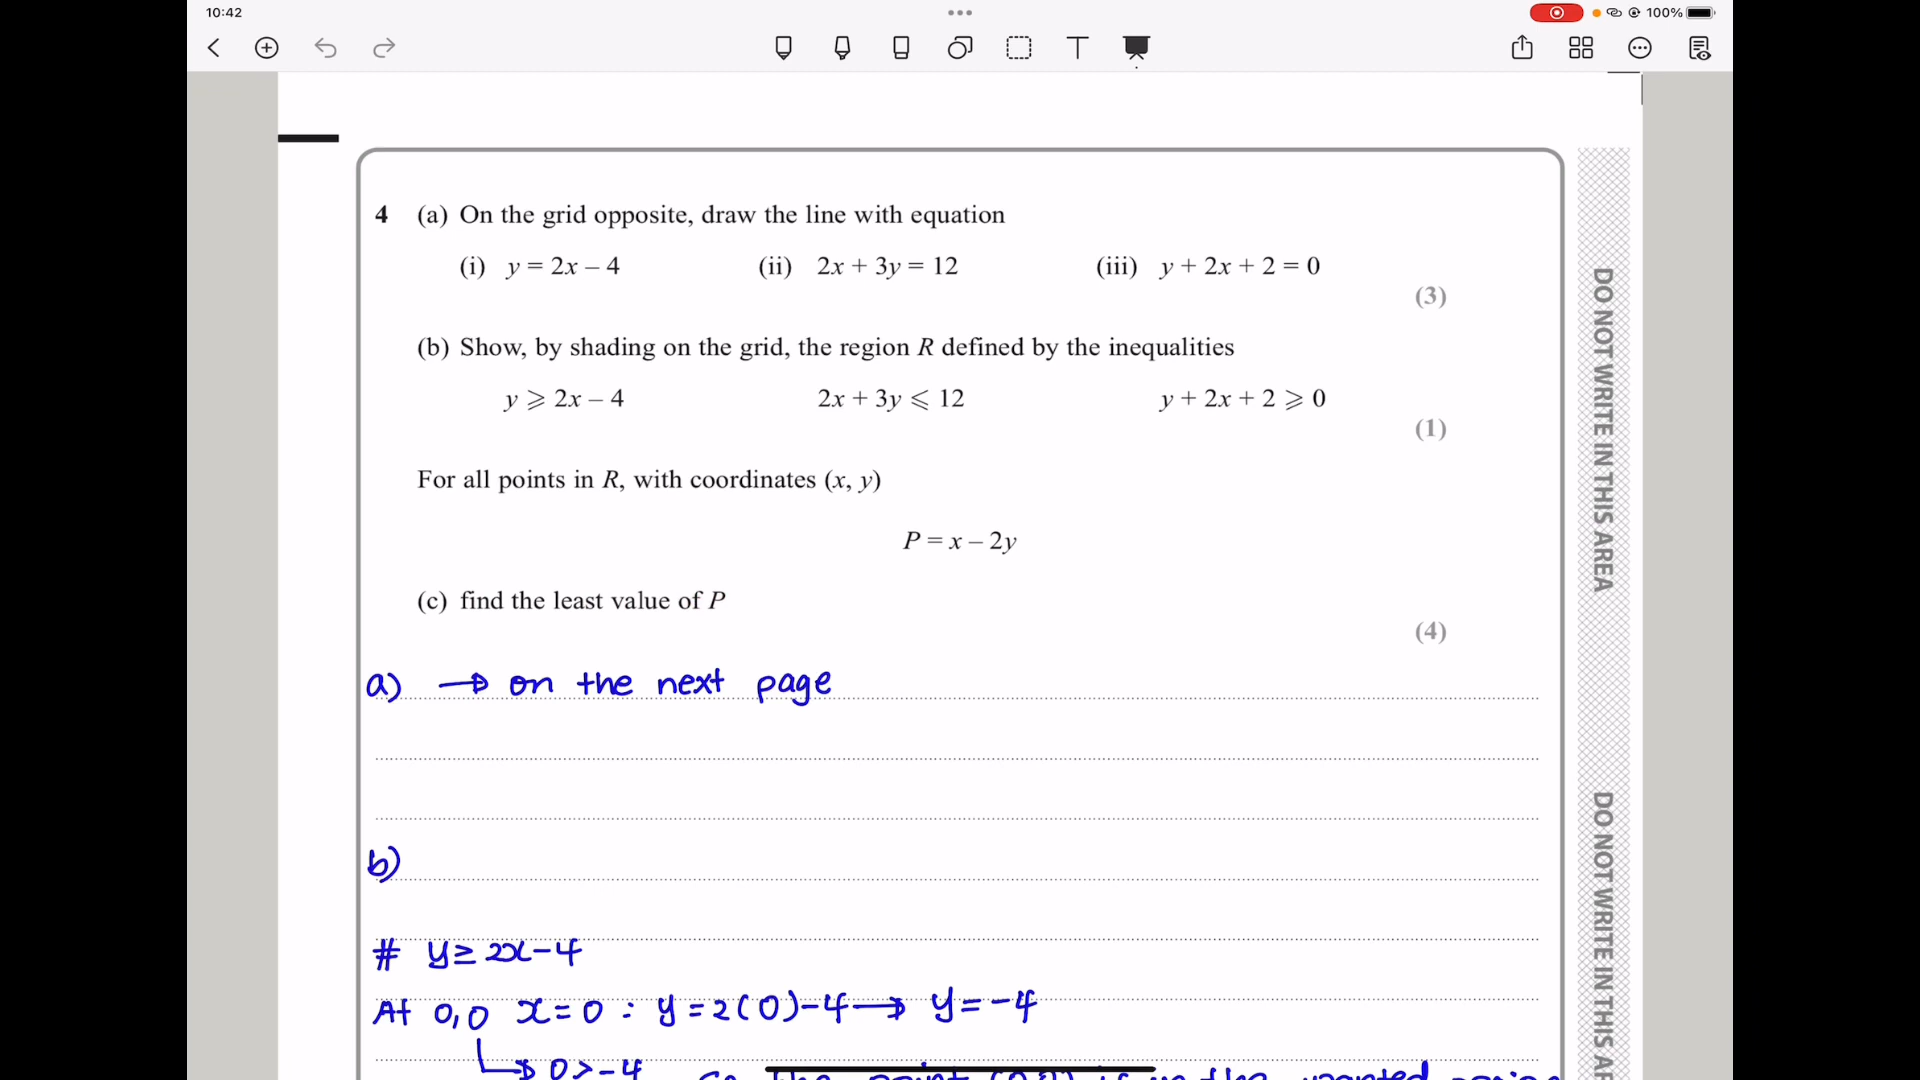 10:42
100%
4 (a) On the grid opposite, draw the line with equation
(i) y = 2x – 4 (ii) 2x + 3y = 12 (iii) y + 2x + 2 = 0
(3)
(b) Show, by shading on the grid, the region R defined by the inequalities
y ⩾ 2x – 4 2x + 3y ⩽ 12 y + 2x + 2 ⩾ 0
(1)
For all points in R, with coordinates (x, y)
P = x – 2y
(c) find the least value of P
(4)
a) → on the next page
b)
# y ≥ 2x – 4
At 0,0 x = 0 : y = 2(0) – 4 → y = –4
↳ 0 > –4
DO NOT WRITE IN THIS AREA
DO NOT WRITE IN THIS AR